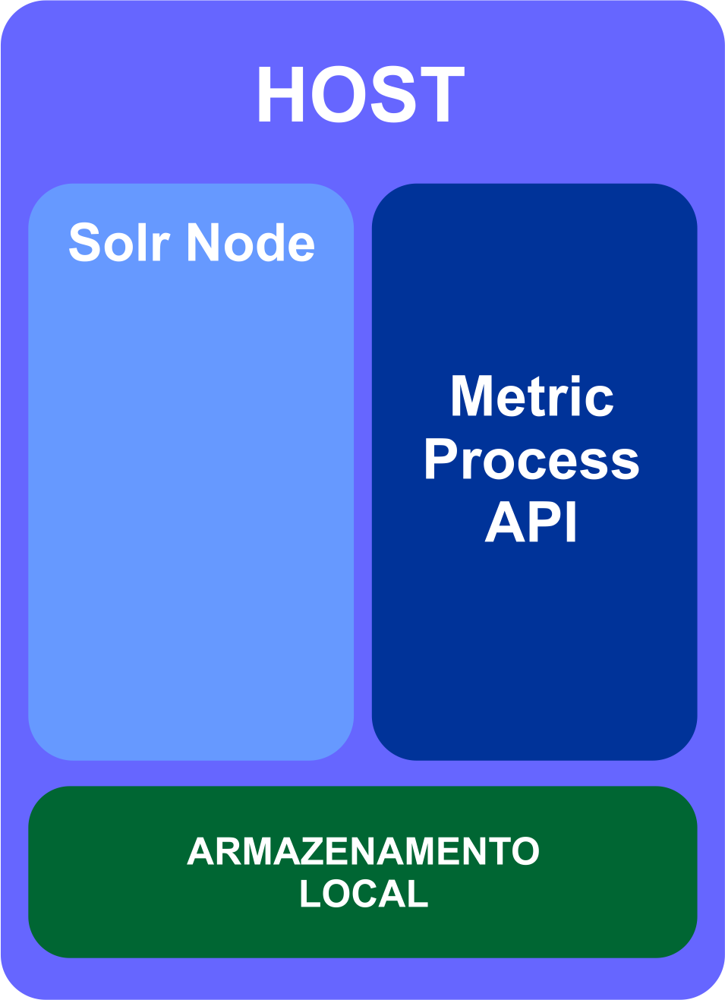 HOST
Solr Node
Metric
Process
API
ARMAZENAMENTO
LOCAL